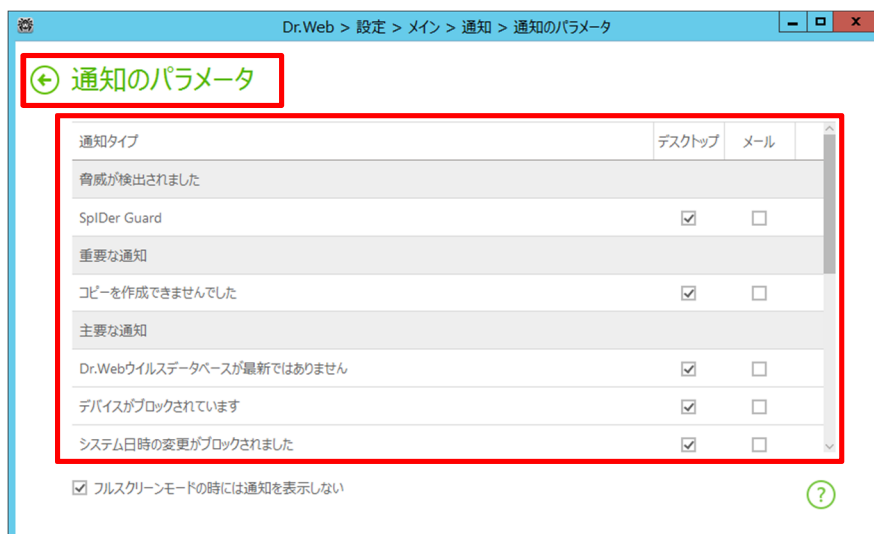 Dr.Web > 設定 > メイン > 通知 > 通知のパラメータ
通知のパラメータ
通知タイプ デスクトップ メール
脅威が検出されました
SpIDer Guard
重要な通知
コピーを作成できませんでした
主要な通知
Dr.Webウイルスデータベースが最新ではありません
デバイスがブロックされています
システム日時の変更がブロックされました
フルスクリーンモードの時には通知を表示しない
?